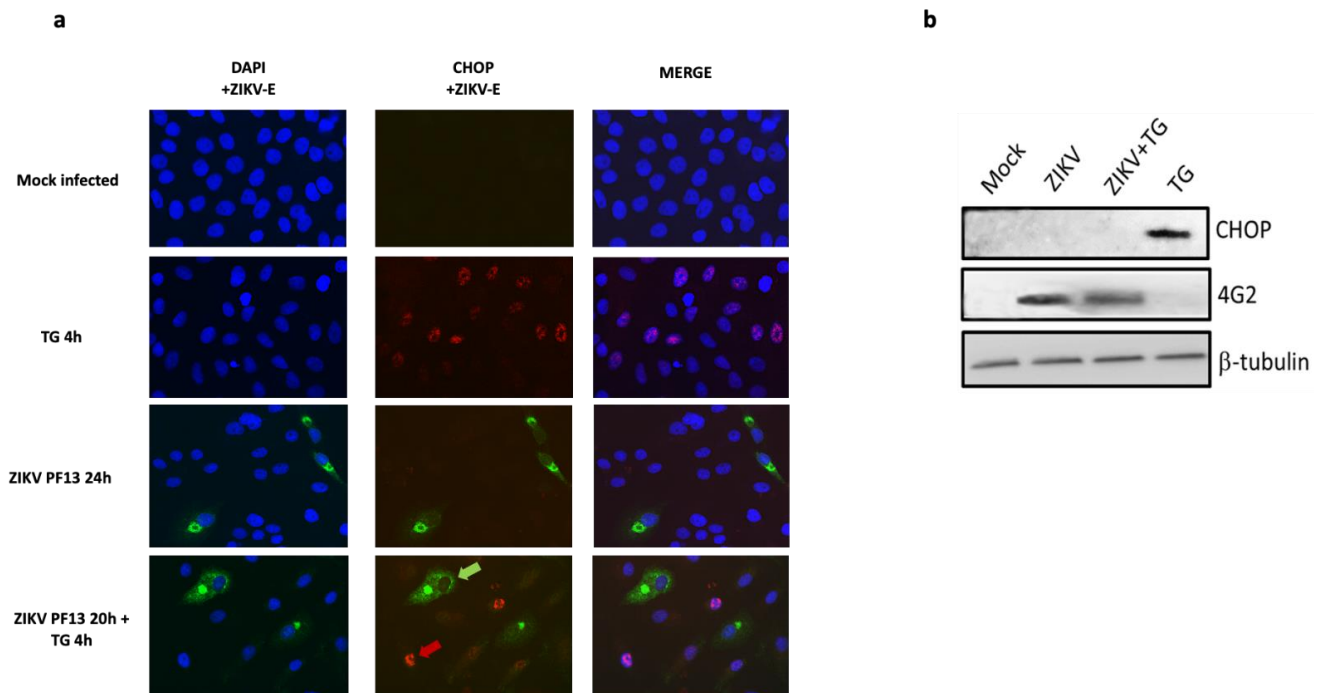 a
b
DAPI
+ZIKV-E
CHOP
+ZIKV-E
MERGE
Mock infected
TG 4h
ZIKV PF13 24h
ZIKV PF13 20h +
TG 4h
Mock
ZIKV
ZIKV+TG
TG
CHOP
4G2
β-tubulin